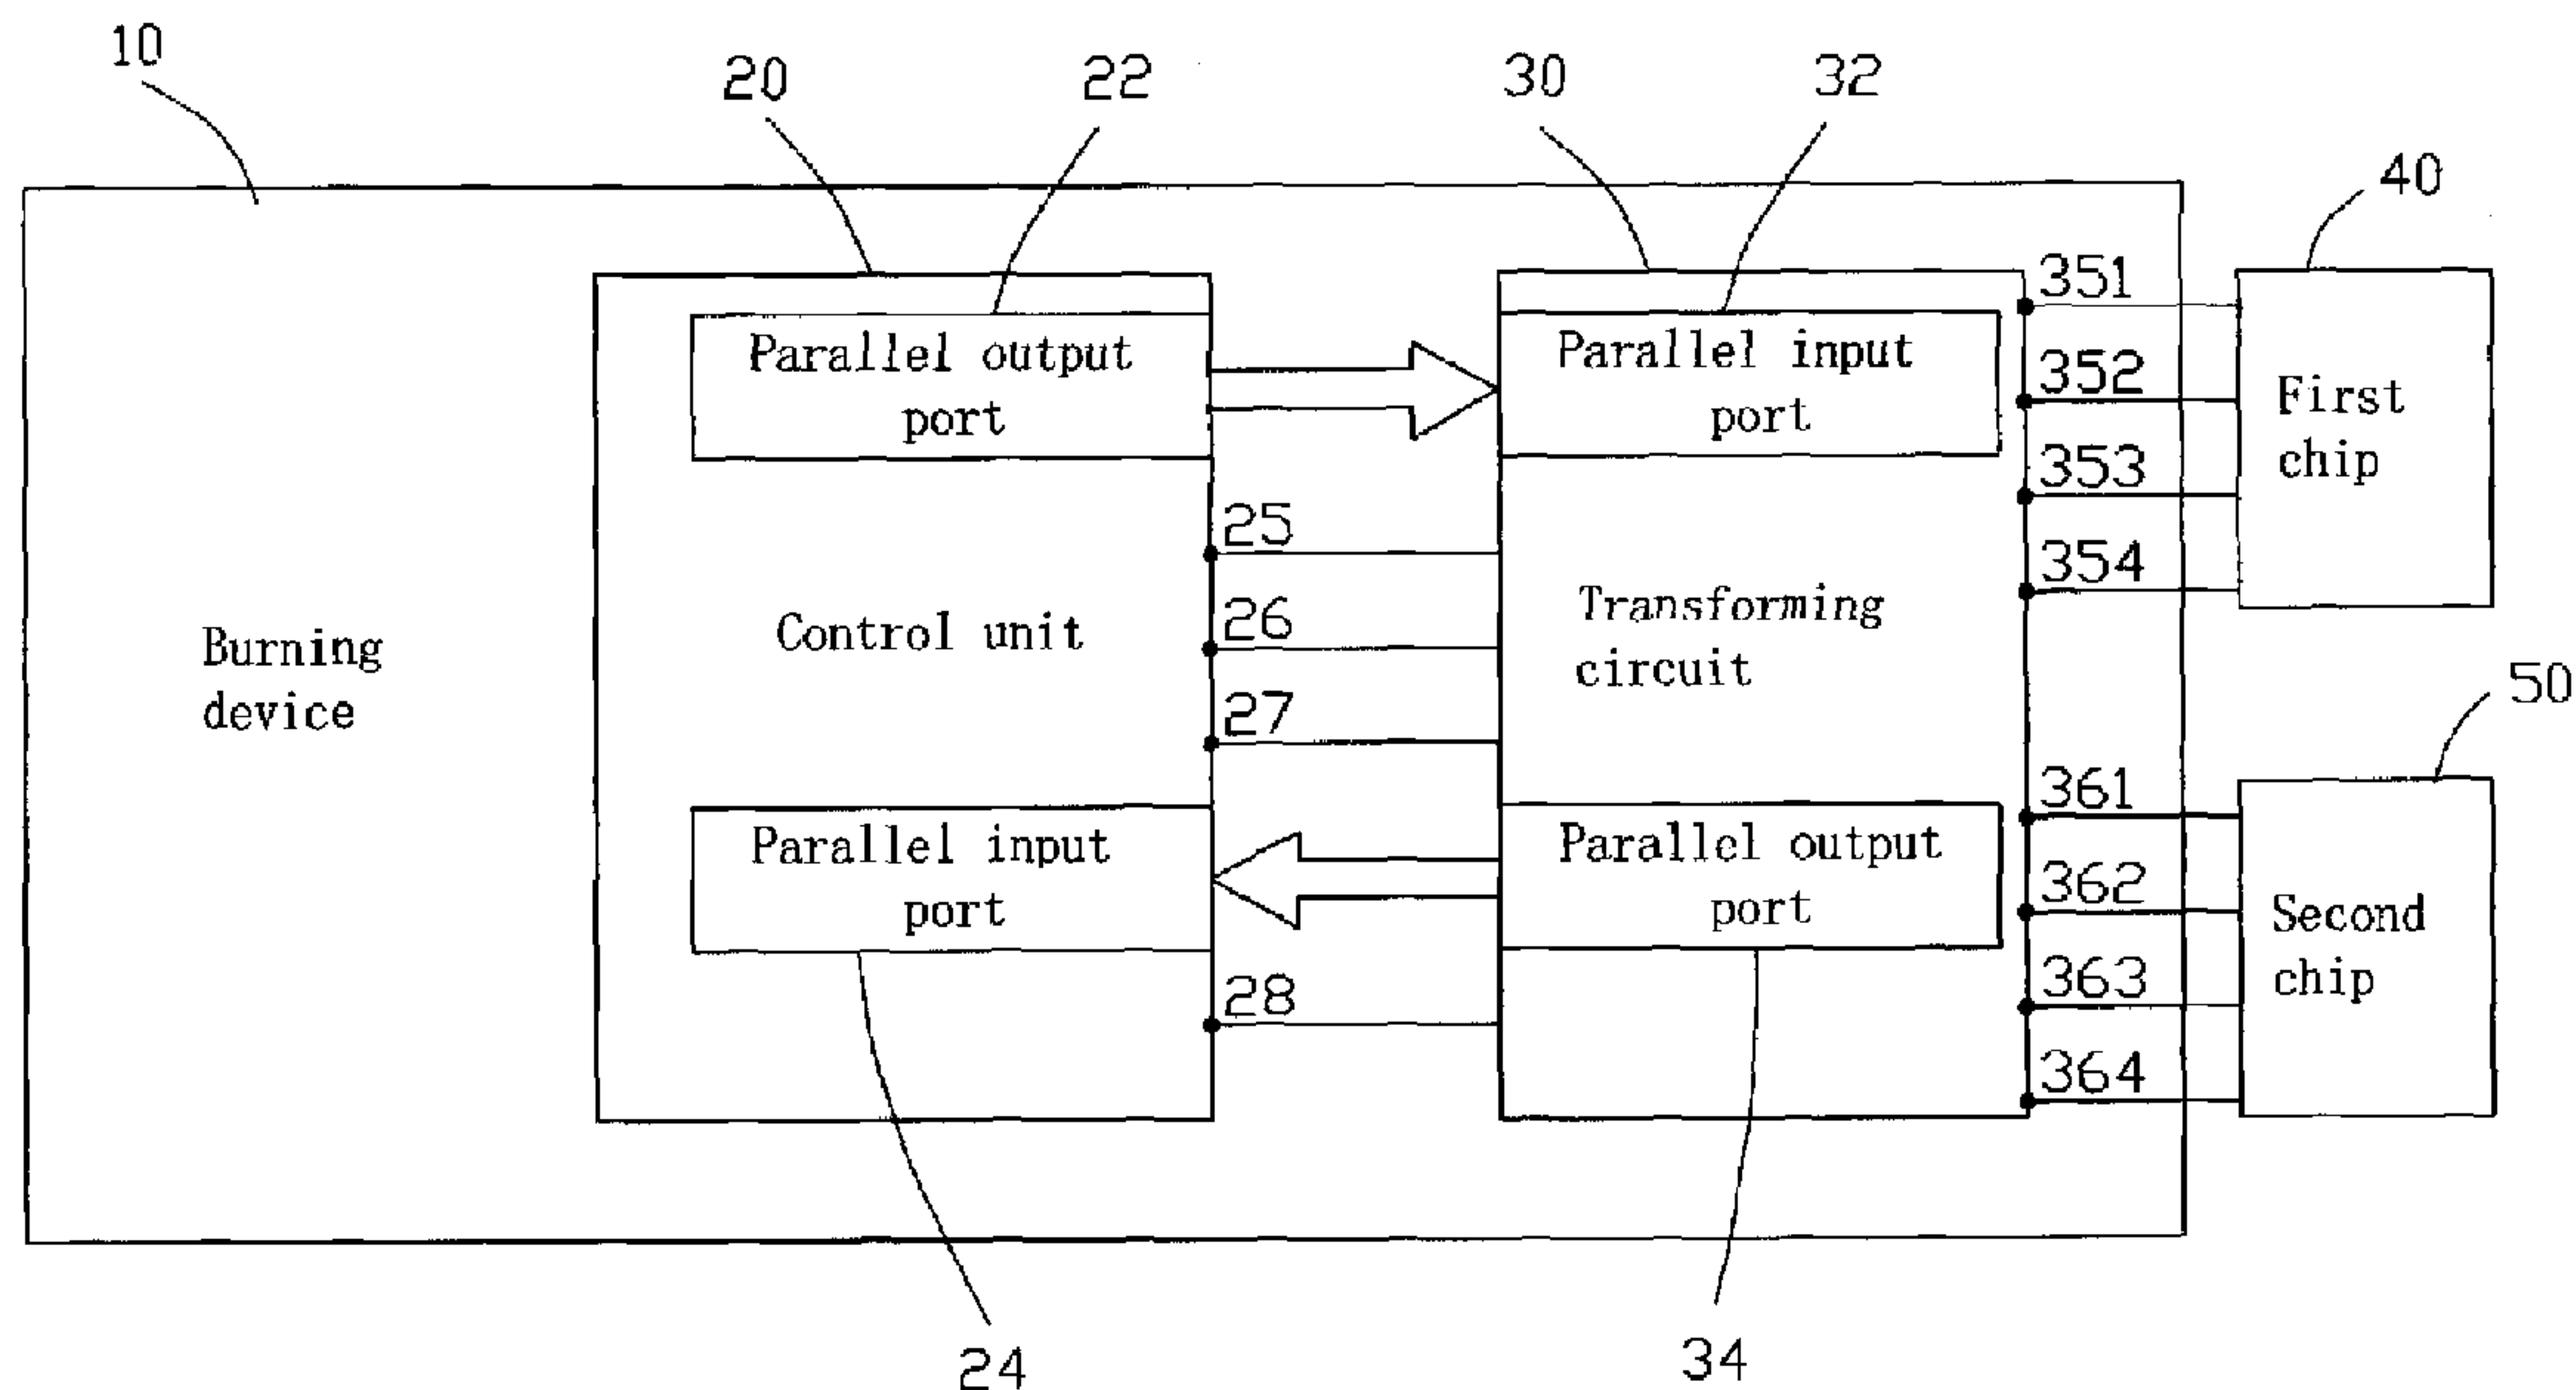 10
20
22
30
32
40
Parallel output
port
Parallel input
port
351
352
353
354
First
chip
25
26
27
Control unit
Transforming
circuit
Burning
device
50
Parallel input
port
Parallel output
port
28
361
362
363
364
Second
chip
24
34